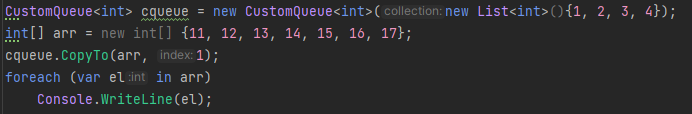 CustomQueue<int> cqueue = new CustomQueue<int>(collection:new List<int>(){1, 2, 3, 4});
int[] arr = new int[] {11, 12, 13, 14, 15, 16, 17};
cqueue.CopyTo(arr, index:1);
foreach (var el:int in arr)
    Console.WriteLine(el);